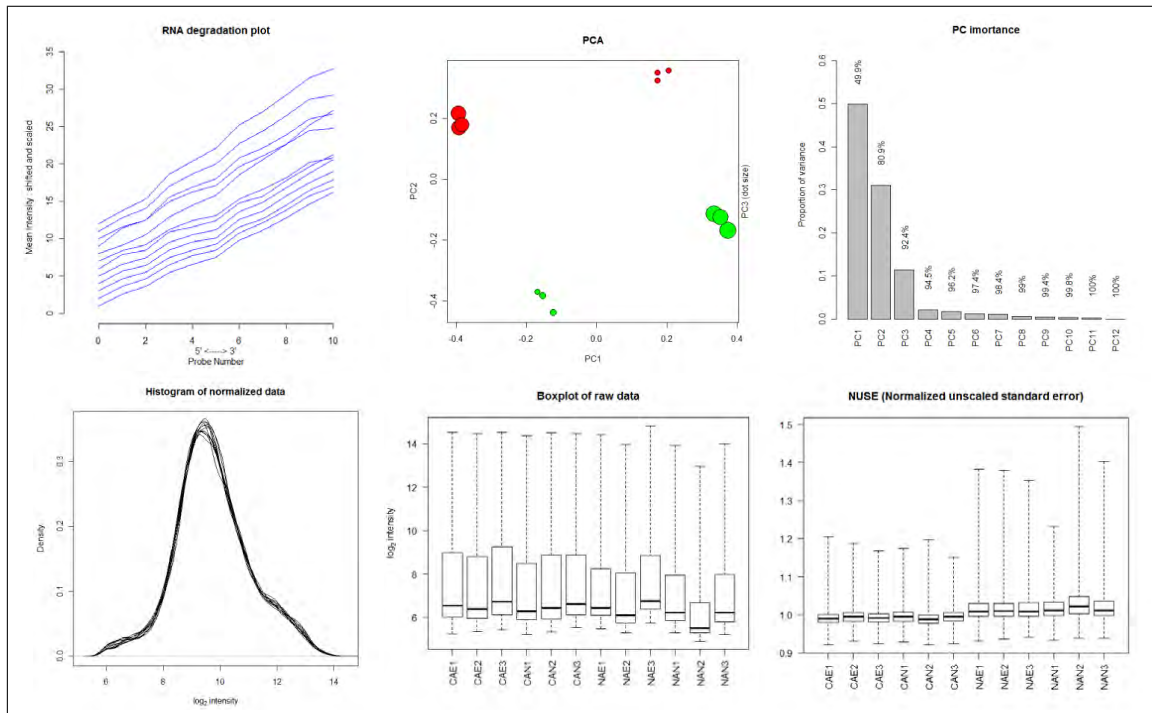 RNA degradation plot
Mean Intensity : shifted and scaled
35
30
25
20
15
10
5
0
0 2 4 6 8 10
5' <-----> 3'
Probe Number
PCA
PC2
0.2
0.0
-0.2
-0.4
-0.4 -0.2 0.0 0.2 0.4
PC1
PC3 (dot size)
PC imortance
Proportion of variance
0.6
0.5
0.4
0.3
0.2
0.1
0.0
49.9% 80.9% 92.4% 94.5% 96.2% 97.4% 98.4% 99% 99.4% 99.8% 100% 100%
PC1 PC2 PC3 PC4 PC5 PC6 PC7 PC8 PC9 PC10 PC11 PC12
Histogram of normalized data
Density
0.3
0.2
0.1
0.0
6 8 10 12 14
log2 intensity
Boxplot of raw data
log2 intensity
14
12
10
8
6
CAE1 CAE2 CAE3 CAN1 CAN2 CAN3 NAE1 NAE2 NAE3 NAN1 NAN2 NAN3
NUSE (Normalized unscaled standard error)
1.5
1.4
1.3
1.2
1.1
1.0
0.9
CAE1 CAE2 CAE3 CAN1 CAN2 CAN3 NAE1 NAE2 NAE3 NAN1 NAN2 NAN3